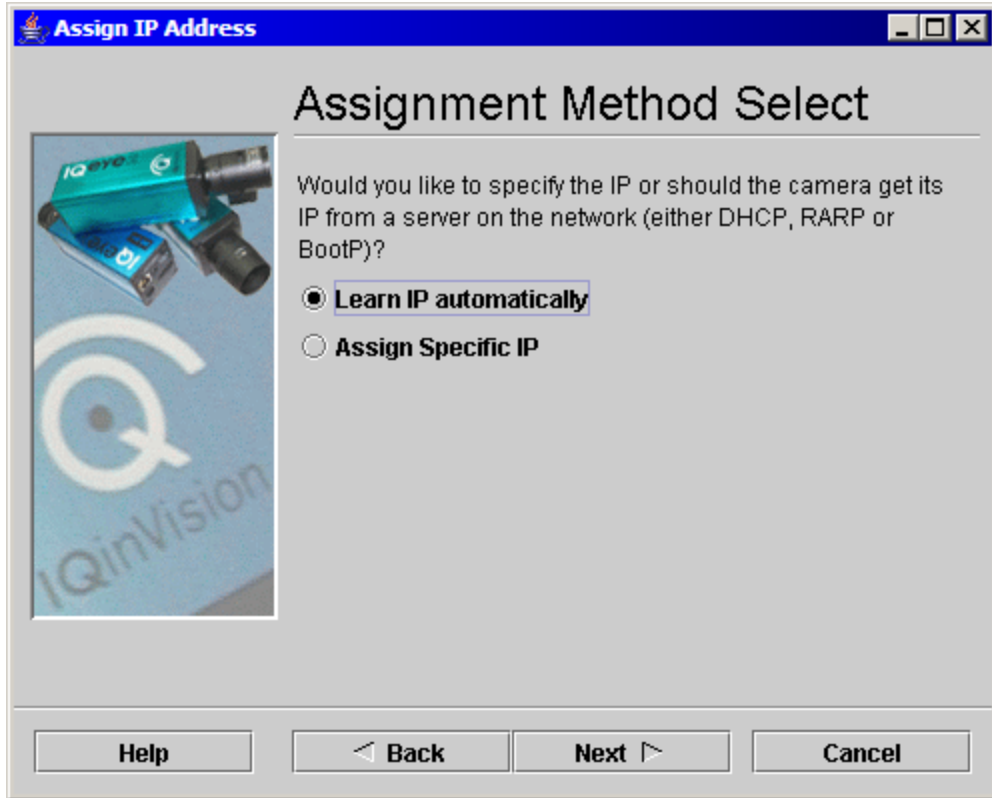 Assign IP Address
Assignment Method Select
IQeye
IQeye
IQinVision
Would you like to specify the IP or should the camera get its
IP from a server on the network (either DHCP, RARP or
BootP)?
Learn IP automatically
Assign Specific IP
Help
Back
Next
Cancel